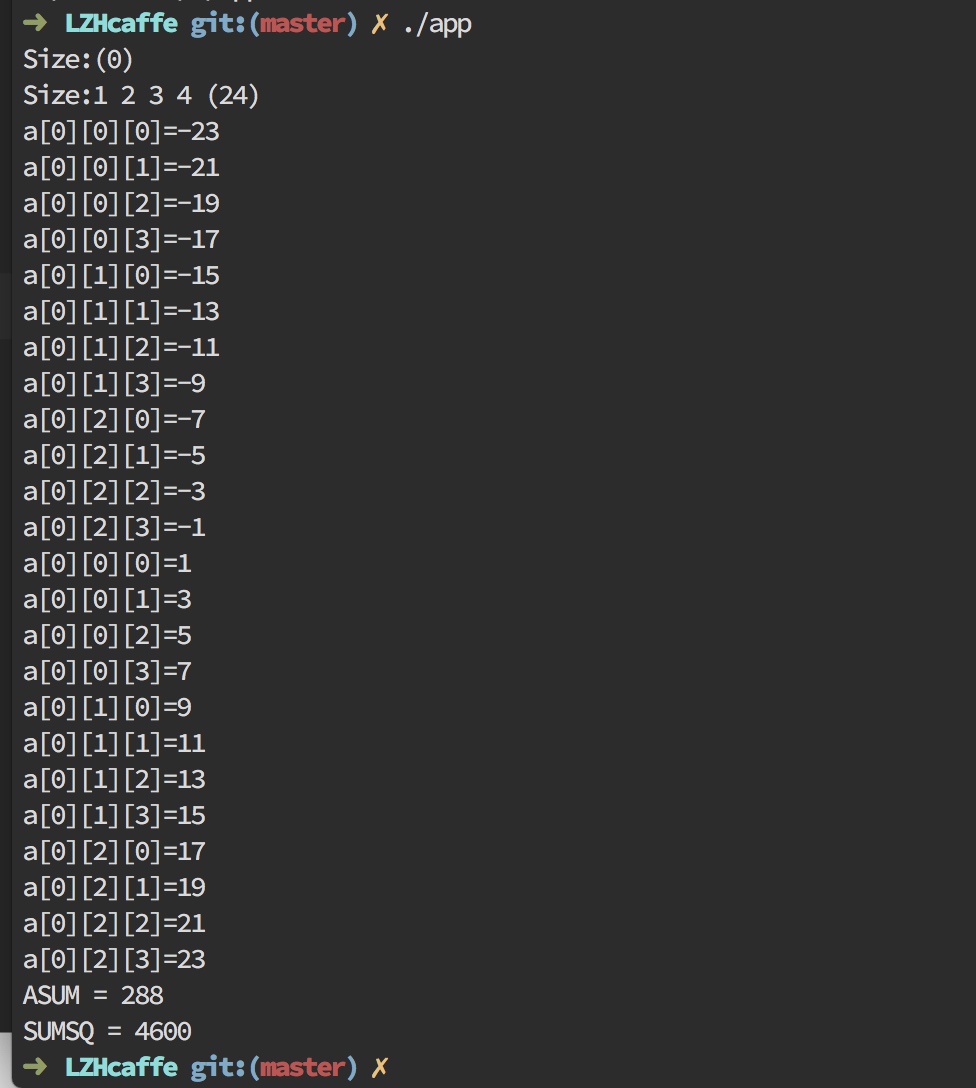 ➜ LZHcaffe git:(master) ✗ ./app
Size:(0)
Size:1 2 3 4 (24)
a[0][0][0]=-23
a[0][0][1]=-21
a[0][0][2]=-19
a[0][0][3]=-17
a[0][1][0]=-15
a[0][1][1]=-13
a[0][1][2]=-11
a[0][1][3]=-9
a[0][2][0]=-7
a[0][2][1]=-5
a[0][2][2]=-3
a[0][2][3]=-1
a[0][0][0]=1
a[0][0][1]=3
a[0][0][2]=5
a[0][0][3]=7
a[0][1][0]=9
a[0][1][1]=11
a[0][1][2]=13
a[0][1][3]=15
a[0][2][0]=17
a[0][2][1]=19
a[0][2][2]=21
a[0][2][3]=23
ASUM = 288
SUMSQ = 4600
➜ LZHcaffe git:(master) ✗